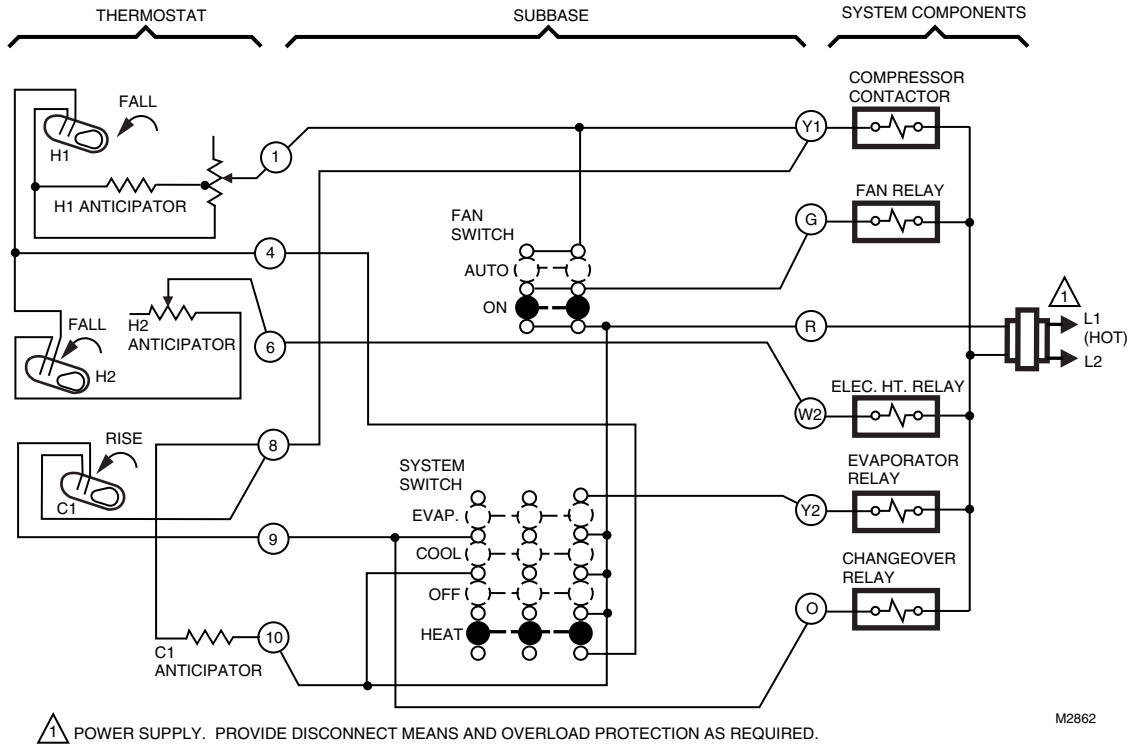 THERMOSTAT
SUBBASE
SYSTEM COMPONENTS
COMPRESSOR
CONTACTOR
FALL
H1
1
Y1
H1 ANTICIPATOR
FAN RELAY
FAN
SWITCH
G
4
AUTO
1
ON
R
L1
(HOT)
L2
FALL
H2
ANTICIPATOR
6
H2
ELEC. HT. RELAY
W2
RISE
8
C1
SYSTEM
SWITCH
EVAPORATOR
RELAY
EVAP.
Y2
9
COOL
CHANGEOVER
RELAY
OFF
O
HEAT
10
C1
ANTICIPATOR
M2862
1 POWER SUPPLY. PROVIDE DISCONNECT MEANS AND OVERLOAD PROTECTION AS REQUIRED.